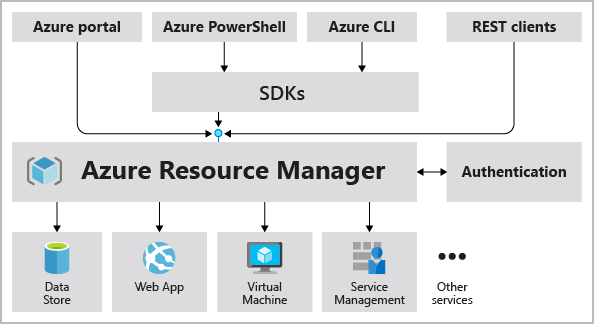 Azure portal
Azure PowerShell
Azure CLI
REST clients
SDKs
Azure Resource Manager
Authentication
Data
Store
Web App
Virtual
Machine
Service
Management
Other
services